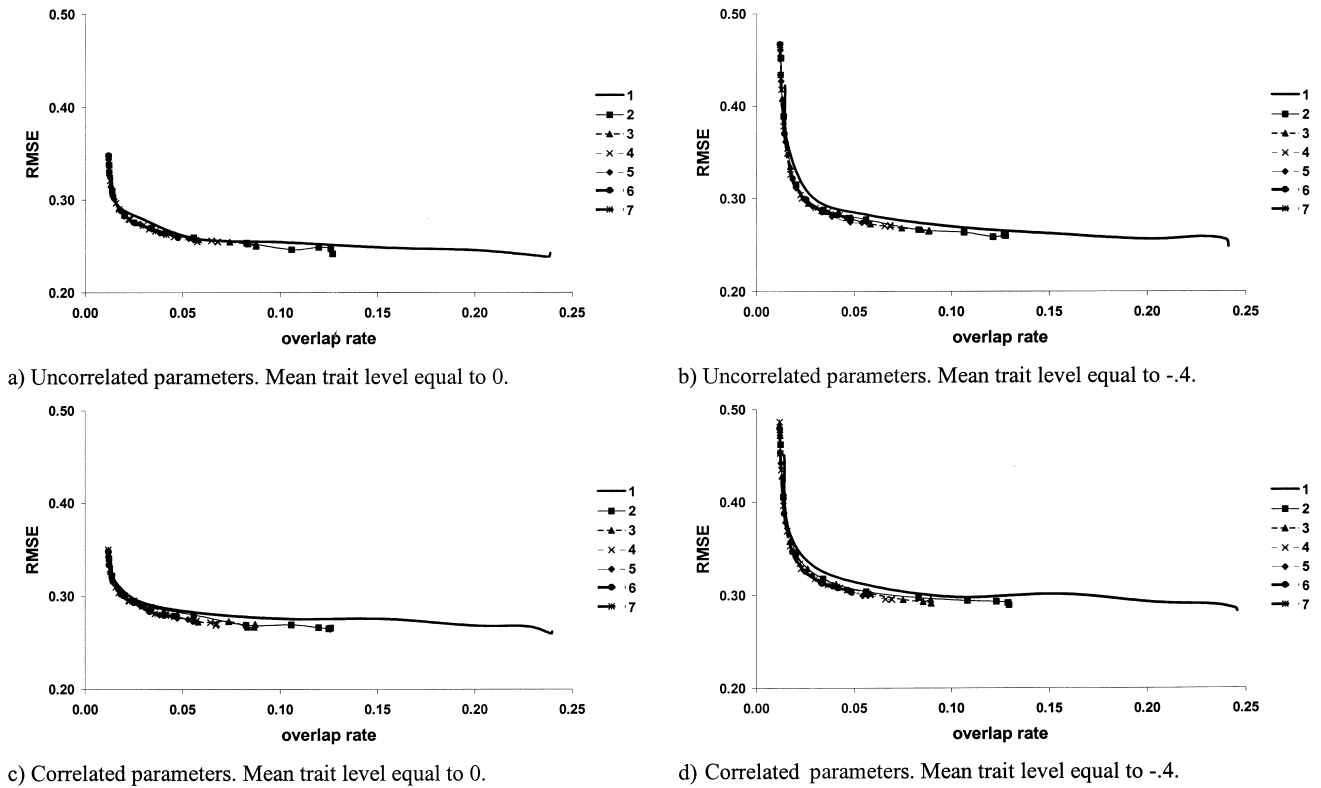 0.50
0.40
0.30
0.20
RMSE
0.00 0.05 0.10 0.15 0.20 0.25
overlap rate
1
2
3
4
5
6
7
a) Uncorrelated parameters. Mean trait level equal to 0.
0.50
0.40
0.30
0.20
RMSE
0.00 0.05 0.10 0.15 0.20 0.25
overlap rate
1
2
3
4
5
6
7
b) Uncorrelated parameters. Mean trait level equal to -.4.
0.50
0.40
0.30
0.20
RMSE
0.00 0.05 0.10 0.15 0.20 0.25
overlap rate
1
2
3
4
5
6
7
c) Correlated parameters. Mean trait level equal to 0.
0.50
0.40
0.30
0.20
RMSE
0.00 0.05 0.10 0.15 0.20 0.25
overlap rate
1
2
3
4
5
6
7
d) Correlated parameters. Mean trait level equal to -.4.